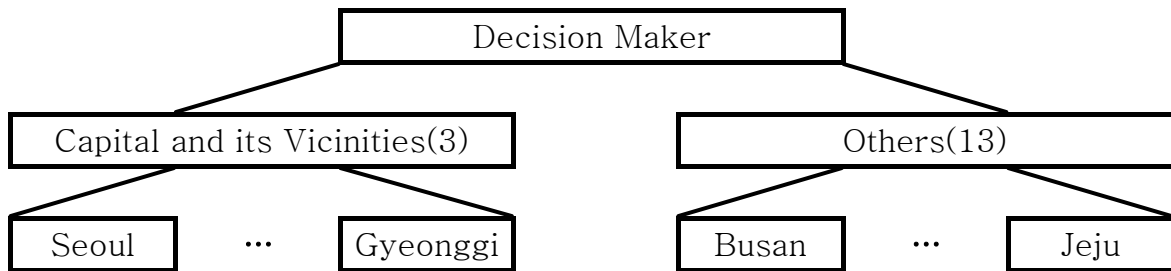 Decision Maker
Capital and its Vicinities(3)
Others(13)
Seoul … Gyeonggi
Busan … Jeju